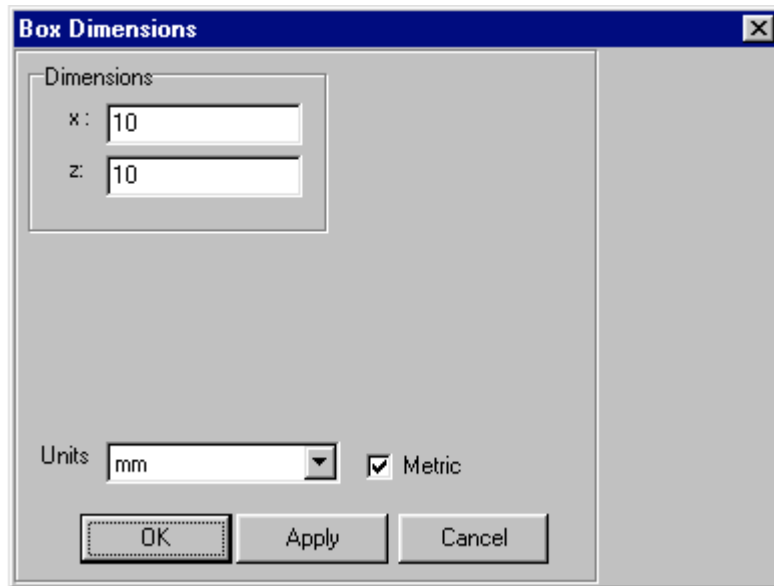 Box Dimensions
Dimensions
x: 10
z: 10
Units mm Metric
OK Apply Cancel